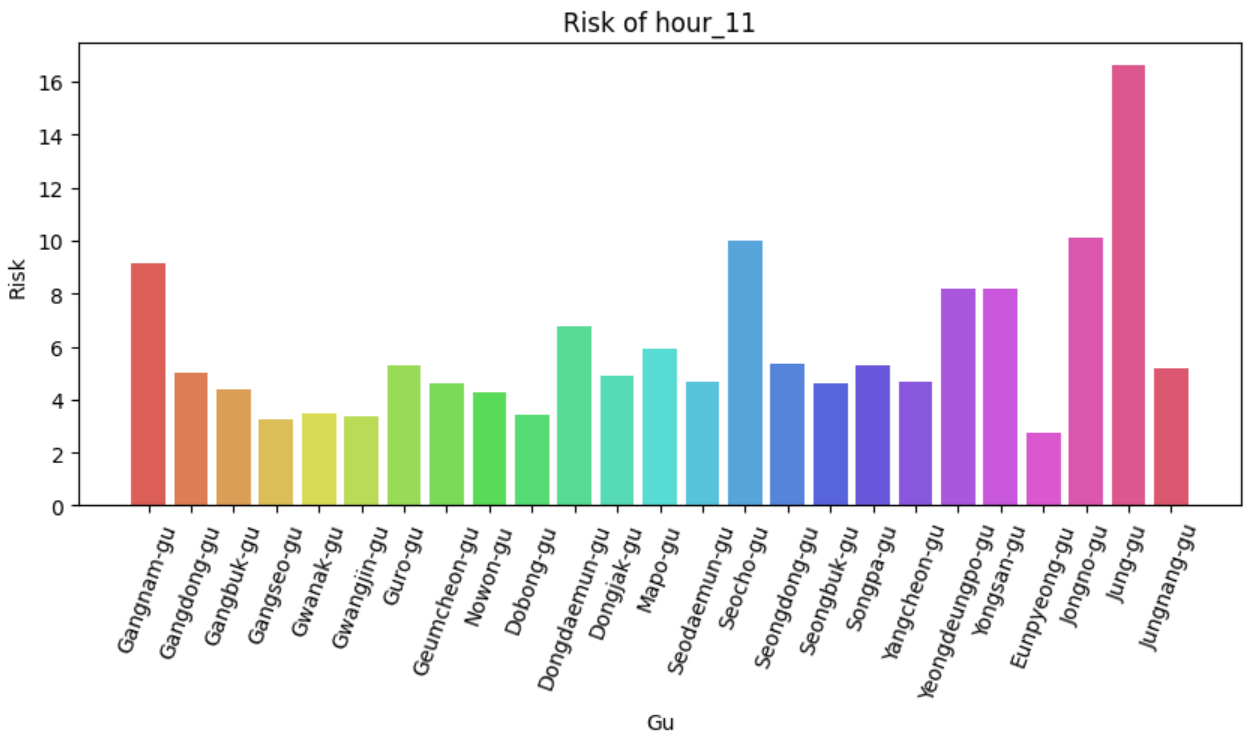 Risk of hour_11
Risk
16
14
12
10
8
6
4
2
0
Gangnam-gu
Gangdong-gu
Gangbuk-gu
Gangseo-gu
Gwanak-gu
Gwangjin-gu
Guro-gu
Geumcheon-gu
Nowon-gu
Dobong-gu
Dongdaemun-gu
Dongjak-gu
Mapo-gu
Seodaemun-gu
Seocho-gu
Seongdong-gu
Seongbuk-gu
Songpa-gu
Yangcheon-gu
Yeongdeungpo-gu
Yongsan-gu
Eunpyeong-gu
Jongno-gu
Jung-gu
Jungnang-gu
Gu